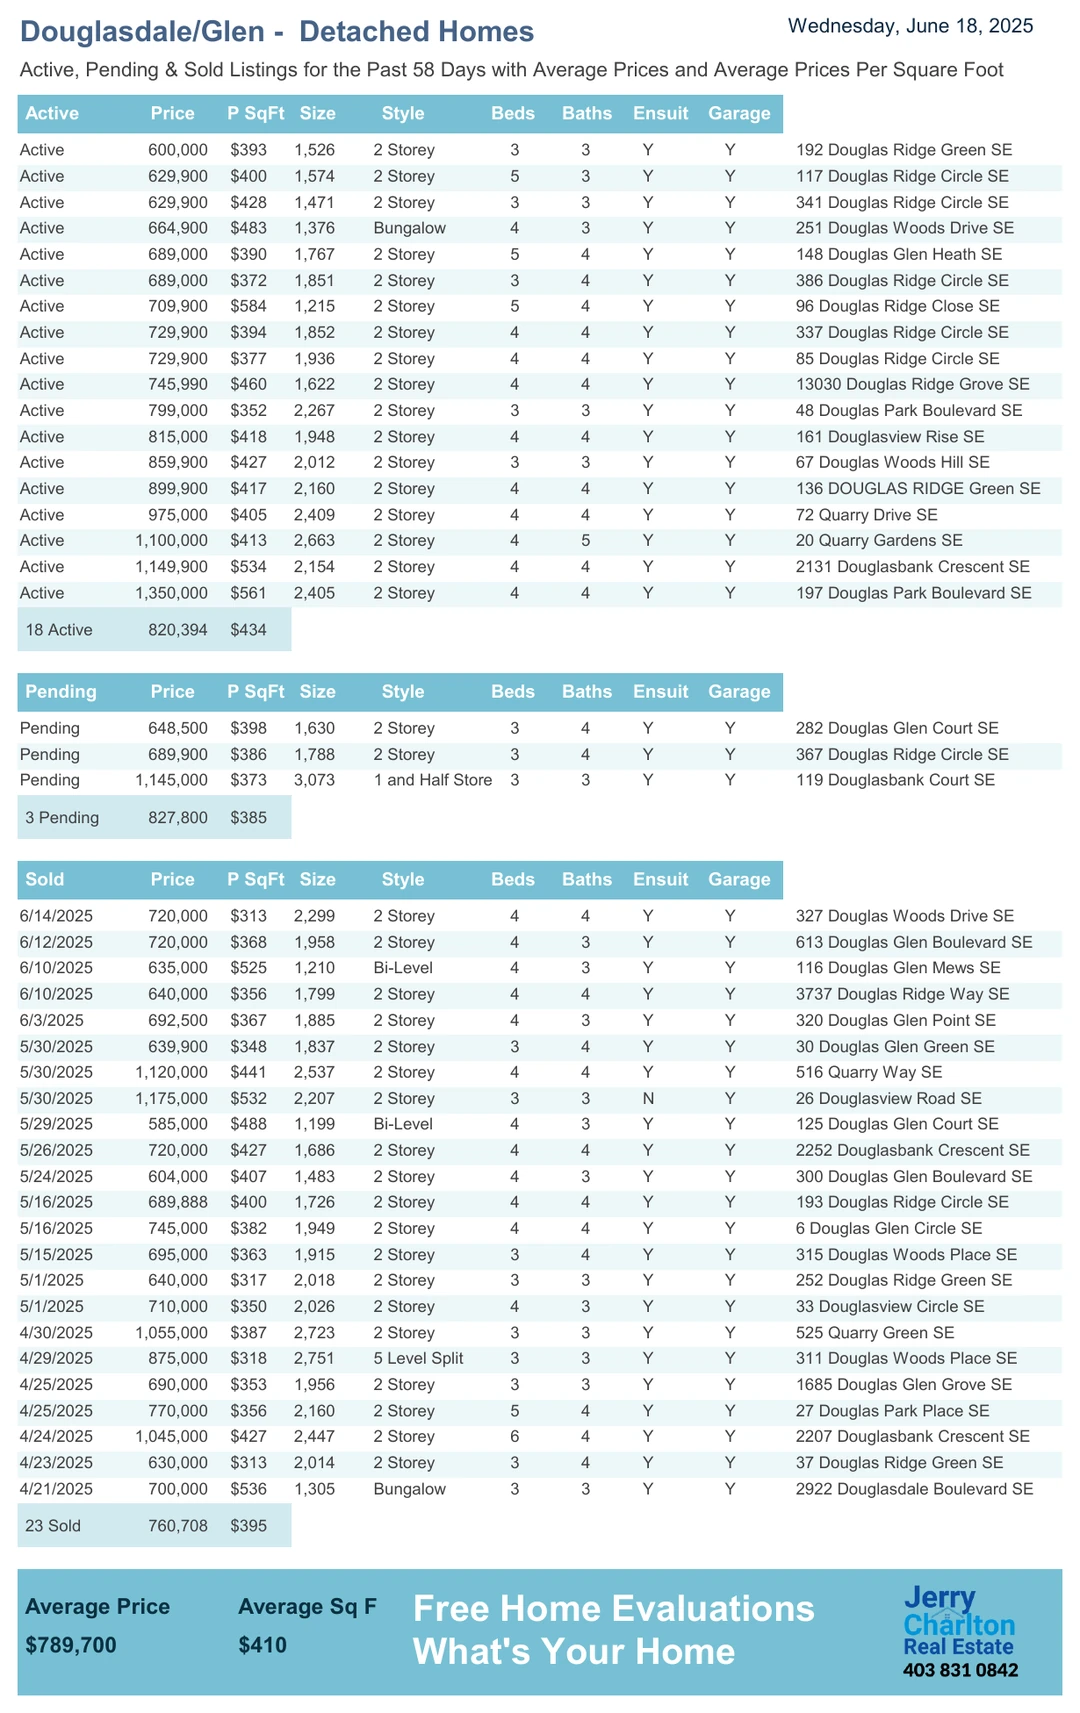 Douglasdale/Glen -  Detached Homes
Wednesday, June 18, 2025
Active, Pending & Sold Listings for the Past 58 Days with Average Prices and Average Prices Per Square Foot
Active Price P SqFt Size Style Beds Baths Ensuit Garage
Active 600,000 $393 1,526 2 Storey 3 3 Y Y 192 Douglas Ridge Green SE
Active 629,900 $400 1,574 2 Storey 5 3 Y Y 117 Douglas Ridge Circle SE
Active 629,900 $428 1,471 2 Storey 3 3 Y Y 341 Douglas Ridge Circle SE
Active 664,900 $483 1,376 Bungalow 4 3 Y Y 251 Douglas Woods Drive SE
Active 689,000 $390 1,767 2 Storey 5 4 Y Y 148 Douglas Glen Heath SE
Active 689,000 $372 1,851 2 Storey 3 4 Y Y 386 Douglas Ridge Circle SE
Active 709,900 $584 1,215 2 Storey 5 4 Y Y 96 Douglas Ridge Close SE
Active 729,900 $394 1,852 2 Storey 4 4 Y Y 337 Douglas Ridge Circle SE
Active 729,900 $377 1,936 2 Storey 4 4 Y Y 85 Douglas Ridge Circle SE
Active 745,990 $460 1,622 2 Storey 4 4 Y Y 13030 Douglas Ridge Grove SE
Active 799,000 $352 2,267 2 Storey 3 3 Y Y 48 Douglas Park Boulevard SE
Active 815,000 $418 1,948 2 Storey 4 4 Y Y 161 Douglasview Rise SE
Active 859,900 $427 2,012 2 Storey 3 3 Y Y 67 Douglas Woods Hill SE
Active 899,900 $417 2,160 2 Storey 4 4 Y Y 136 DOUGLAS RIDGE Green SE
Active 975,000 $405 2,409 2 Storey 4 4 Y Y 72 Quarry Drive SE
Active 1,100,000 $413 2,663 2 Storey 4 5 Y Y 20 Quarry Gardens SE
Active 1,149,900 $534 2,154 2 Storey 4 4 Y Y 2131 Douglasbank Crescent SE
Active 1,350,000 $561 2,405 2 Storey 4 4 Y Y 197 Douglas Park Boulevard SE
18 Active 820,394 $434
Pending Price P SqFt Size Style Beds Baths Ensuit Garage
Pending 648,500 $398 1,630 2 Storey 3 4 Y Y 282 Douglas Glen Court SE
Pending 689,900 $386 1,788 2 Storey 3 4 Y Y 367 Douglas Ridge Circle SE
Pending 1,145,000 $373 3,073 1 and Half Store 3 3 Y Y 119 Douglasbank Court SE
3 Pending 827,800 $385
Sold Price P SqFt Size Style Beds Baths Ensuit Garage
6/14/2025 720,000 $313 2,299 2 Storey 4 4 Y Y 327 Douglas Woods Drive SE
6/12/2025 720,000 $368 1,958 2 Storey 4 3 Y Y 613 Douglas Glen Boulevard SE
6/10/2025 635,000 $525 1,210 Bi-Level 4 3 Y Y 116 Douglas Glen Mews SE
6/10/2025 640,000 $356 1,799 2 Storey 4 4 Y Y 3737 Douglas Ridge Way SE
6/3/2025 692,500 $367 1,885 2 Storey 4 3 Y Y 320 Douglas Glen Point SE
5/30/2025 639,900 $348 1,837 2 Storey 3 4 Y Y 30 Douglas Glen Green SE
5/30/2025 1,120,000 $441 2,537 2 Storey 4 4 Y Y 516 Quarry Way SE
5/30/2025 1,175,000 $532 2,207 2 Storey 3 3 N Y 26 Douglasview Road SE
5/29/2025 585,000 $488 1,199 Bi-Level 4 3 Y Y 125 Douglas Glen Court SE
5/26/2025 720,000 $427 1,686 2 Storey 4 4 Y Y 2252 Douglasbank Crescent SE
5/24/2025 604,000 $407 1,483 2 Storey 4 3 Y Y 300 Douglas Glen Boulevard SE
5/16/2025 689,888 $400 1,726 2 Storey 4 4 Y Y 193 Douglas Ridge Circle SE
5/16/2025 745,000 $382 1,949 2 Storey 4 4 Y Y 6 Douglas Glen Circle SE
5/15/2025 695,000 $363 1,915 2 Storey 3 4 Y Y 315 Douglas Woods Place SE
5/1/2025 640,000 $317 2,018 2 Storey 3 3 Y Y 252 Douglas Ridge Green SE
5/1/2025 710,000 $350 2,026 2 Storey 4 3 Y Y 33 Douglasview Circle SE
4/30/2025 1,055,000 $387 2,723 2 Storey 3 3 Y Y 525 Quarry Green SE
4/29/2025 875,000 $318 2,751 5 Level Split 3 3 Y Y 311 Douglas Woods Place SE
4/25/2025 690,000 $353 1,956 2 Storey 3 3 Y Y 1685 Douglas Glen Grove SE
4/25/2025 770,000 $356 2,160 2 Storey 5 4 Y Y 27 Douglas Park Place SE
4/24/2025 1,045,000 $427 2,447 2 Storey 6 4 Y Y 2207 Douglasbank Crescent SE
4/23/2025 630,000 $313 2,014 2 Storey 3 4 Y Y 37 Douglas Ridge Green SE
4/21/2025 700,000 $536 1,305 Bungalow 3 3 Y Y 2922 Douglasdale Boulevard SE
23 Sold 760,708 $395
Average Price Average Sq F
$789,700 $410
Free Home Evaluations
What's Your Home
Jerry
Charlton
Real Estate
403 831 0842